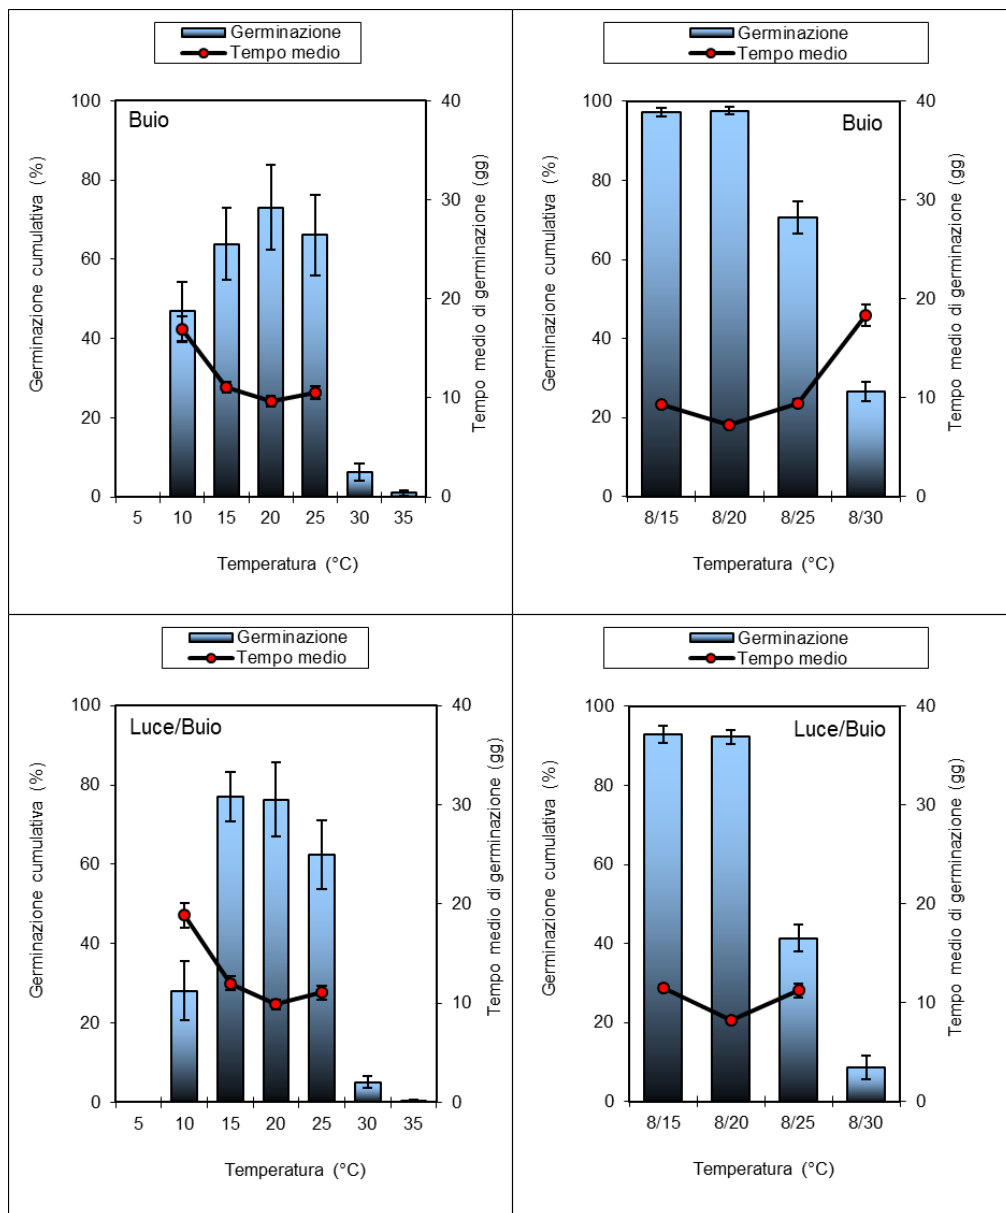 Germinazione
Tempo medio
100
80
60
40
20
0
40
30
20
10
0
Buio
Germinazione cumulativa (%)
Tempo medio di germinazione (gg)
5 10 15 20 25 30 35
Temperatura (°C)
Germinazione
Tempo medio
100
80
60
40
20
0
40
30
20
10
0
Buio
Germinazione cumulativa (%)
Tempo medio di germinazione (gg)
8/15 8/20 8/25 8/30
Temperatura (°C)
Germinazione
Tempo medio
100
80
60
40
20
0
40
30
20
10
0
Luce/Buio
Germinazione cumulativa (%)
Tempo medio di germinazione (gg)
5 10 15 20 25 30 35
Temperatura (°C)
Germinazione
Tempo medio
100
80
60
40
20
0
40
30
20
10
0
Luce/Buio
Germinazione cumulativa (%)
Tempo medio di germinazione (gg)
8/15 8/20 8/25 8/30
Temperatura (°C)